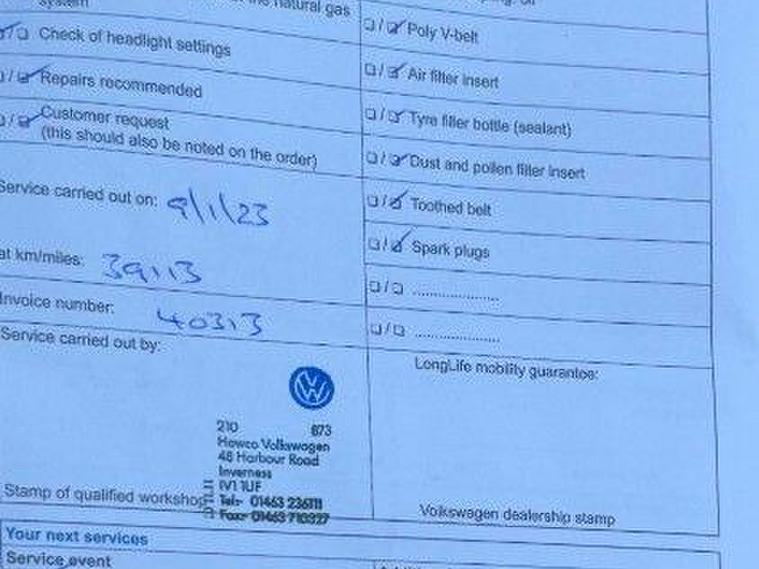 system
natural gas
Check of headlight settings
Repairs recommended
Customer request
(this should also be noted on the order)
Service carried out on: 9/1/23
at km/miles: 39113
Invoice number: 40313
Service carried out by:
VW
210 873
Hawco Volkswagen
48 Harbour Road
Inverness
IV1 1UF
Tel:- 01463 236111
Fax:- 01463 710327
Stamp of qualified workshop
Poly V-belt
Air filter insert
Tyre filler bottle (sealant)
Dust and pollen filter insert
Toothed belt
Spark plugs
....................
....................
LongLife mobility guarantee:
Volkswagen dealership stamp
Your next services
Service event